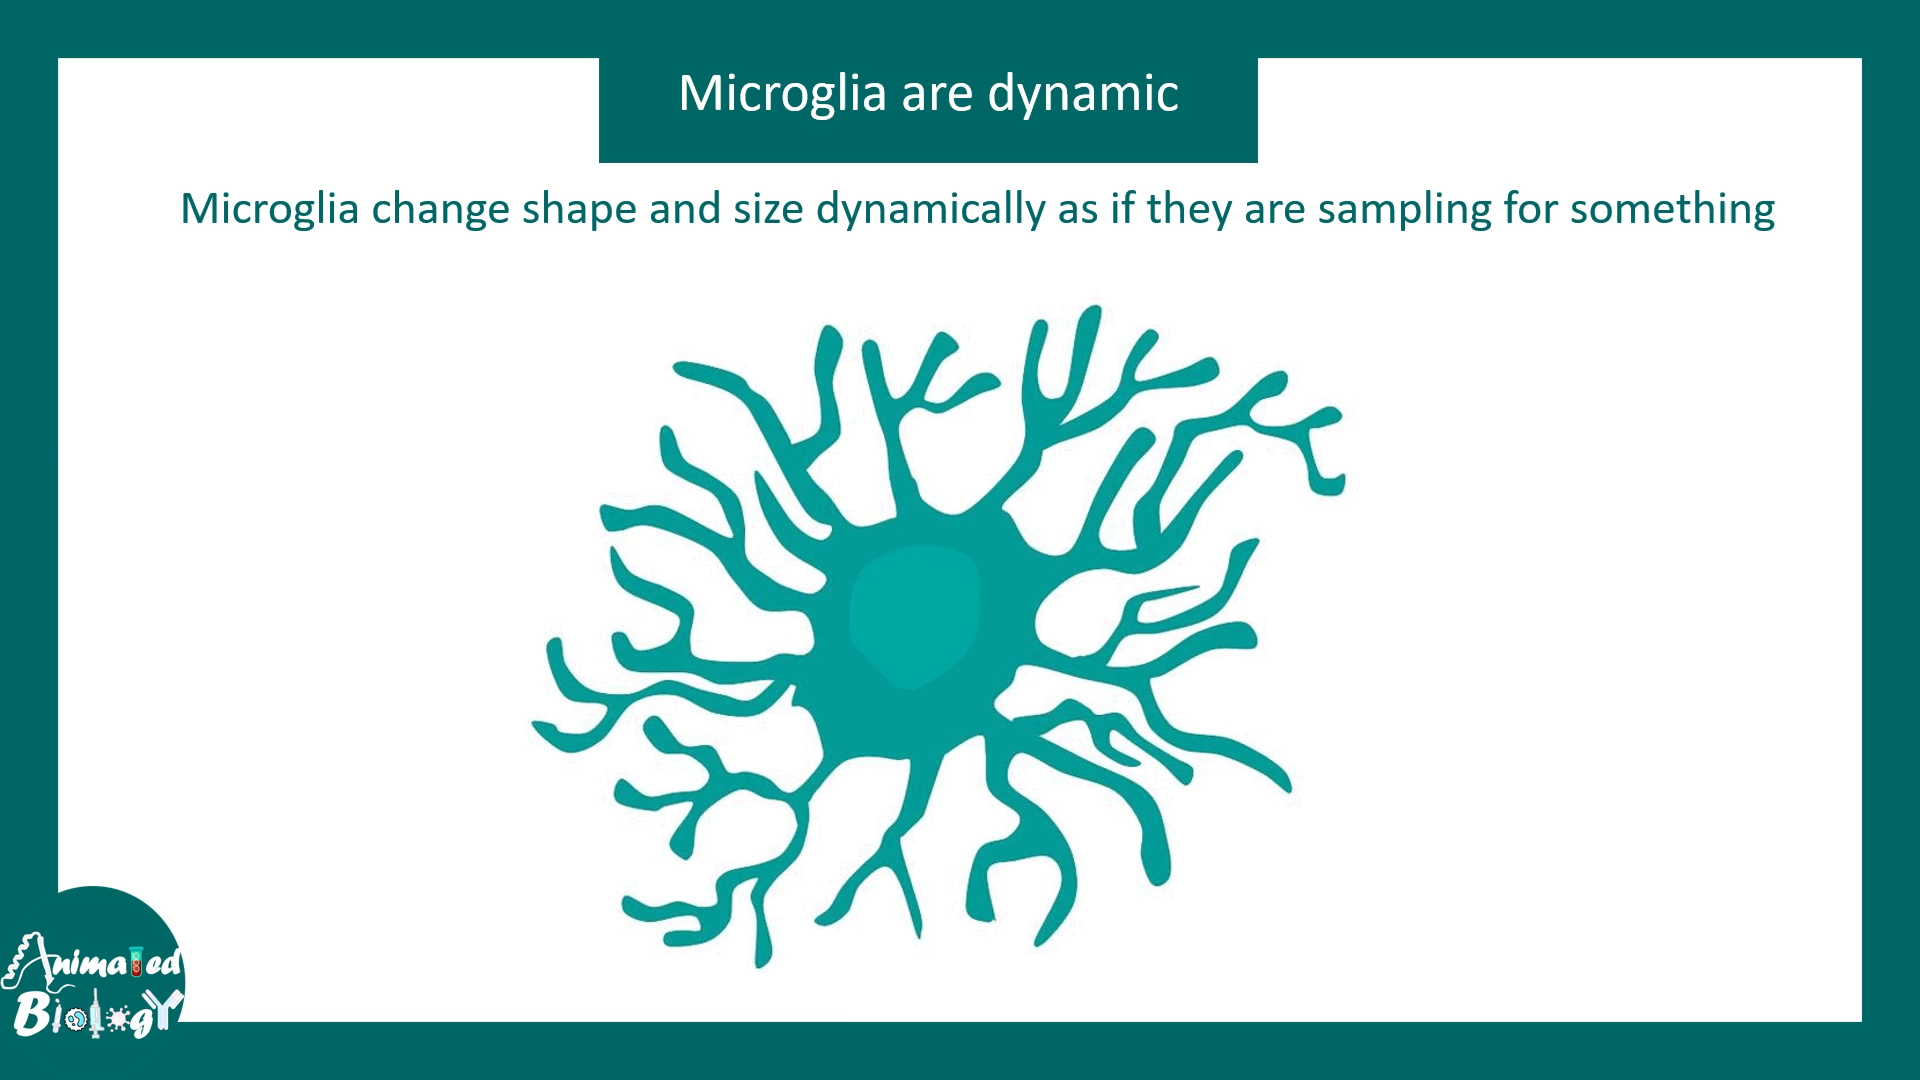 Microglia are dynamic
Microglia change shape and size dynamically as if they are sampling for something
Animated
Biology